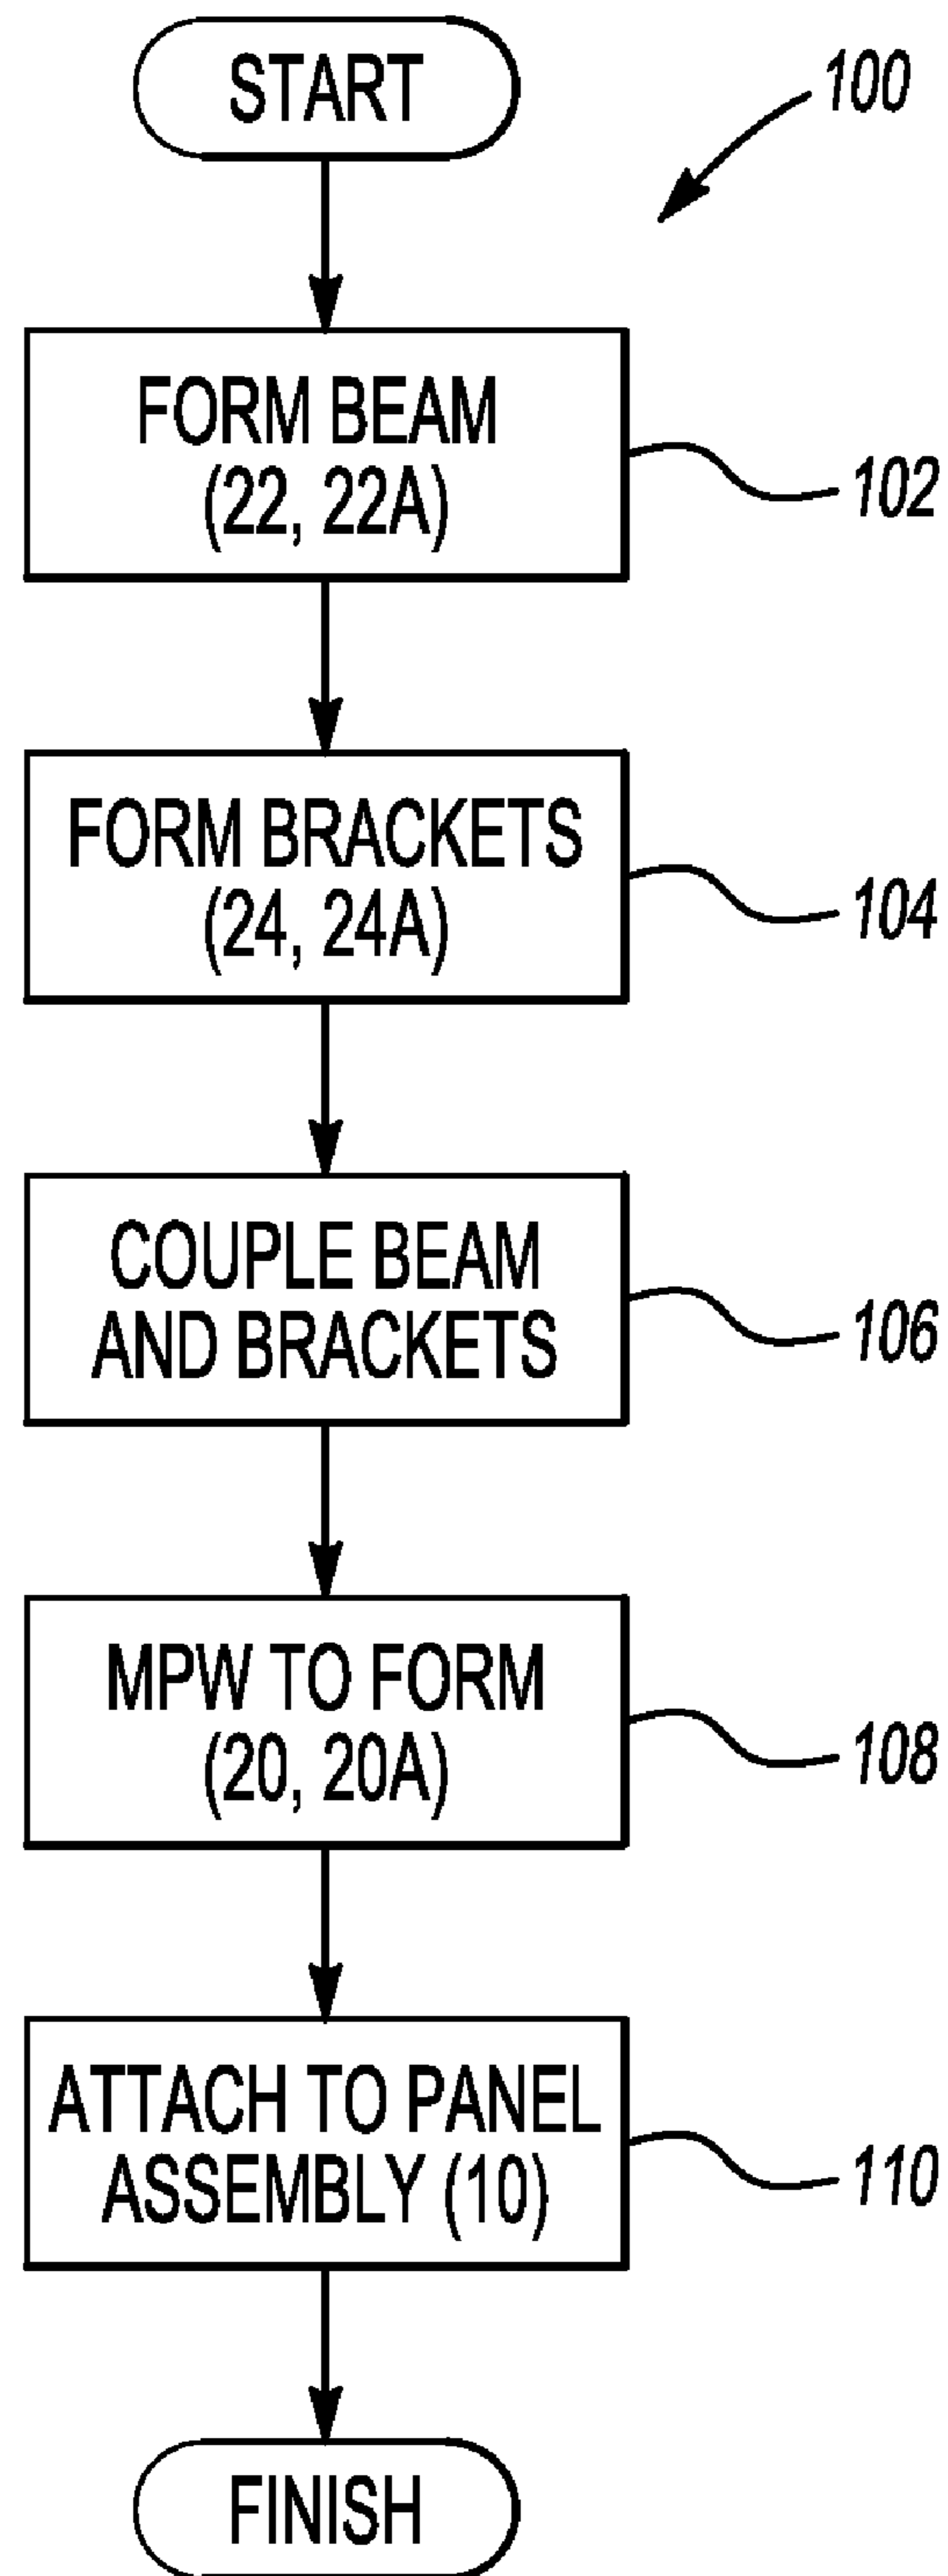 START
100
FORM BEAM
(22, 22A)
102
FORM BRACKETS
(24, 24A)
104
COUPLE BEAM
AND BRACKETS
106
MPW TO FORM
(20, 20A)
108
ATTACH TO PANEL
ASSEMBLY (10)
110
FINISH